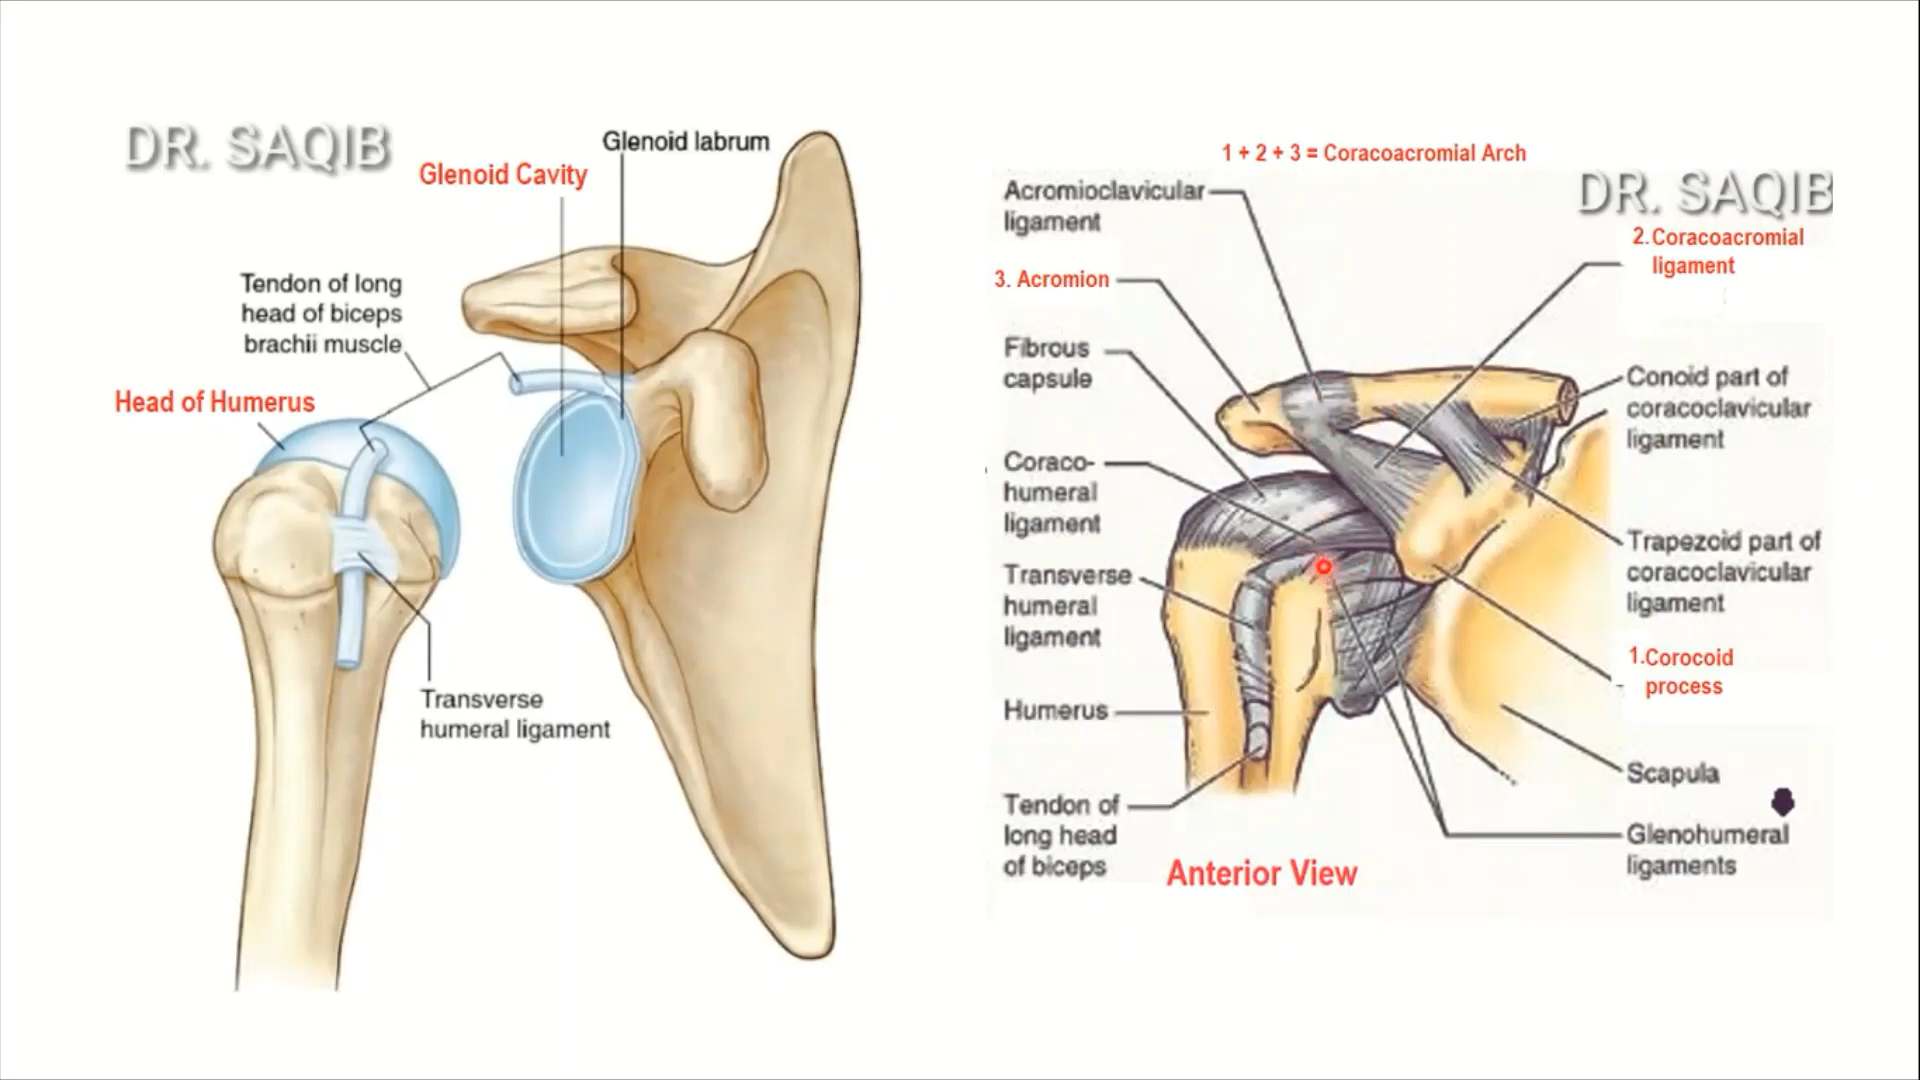 DR. SAQIB
Glenoid labrum
Glenoid Cavity
Tendon of long
head of biceps
brachii muscle
Head of Humerus
Transverse
humeral ligament
1 + 2 + 3 = Coracoacromial Arch
DR. SAQIB
Acromioclavicular
ligament
3. Acromion
Fibrous
capsule
Coraco-
humeral
ligament
Transverse
humeral
ligament
Humerus
Tendon of
long head
of biceps
Anterior View
2. Coracoacromial
ligament
Conoid part of
coracoclavicular
ligament
Trapezoid part of
coracoclavicular
ligament
1. Corocoid
process
Scapula
Glenohumeral
ligaments